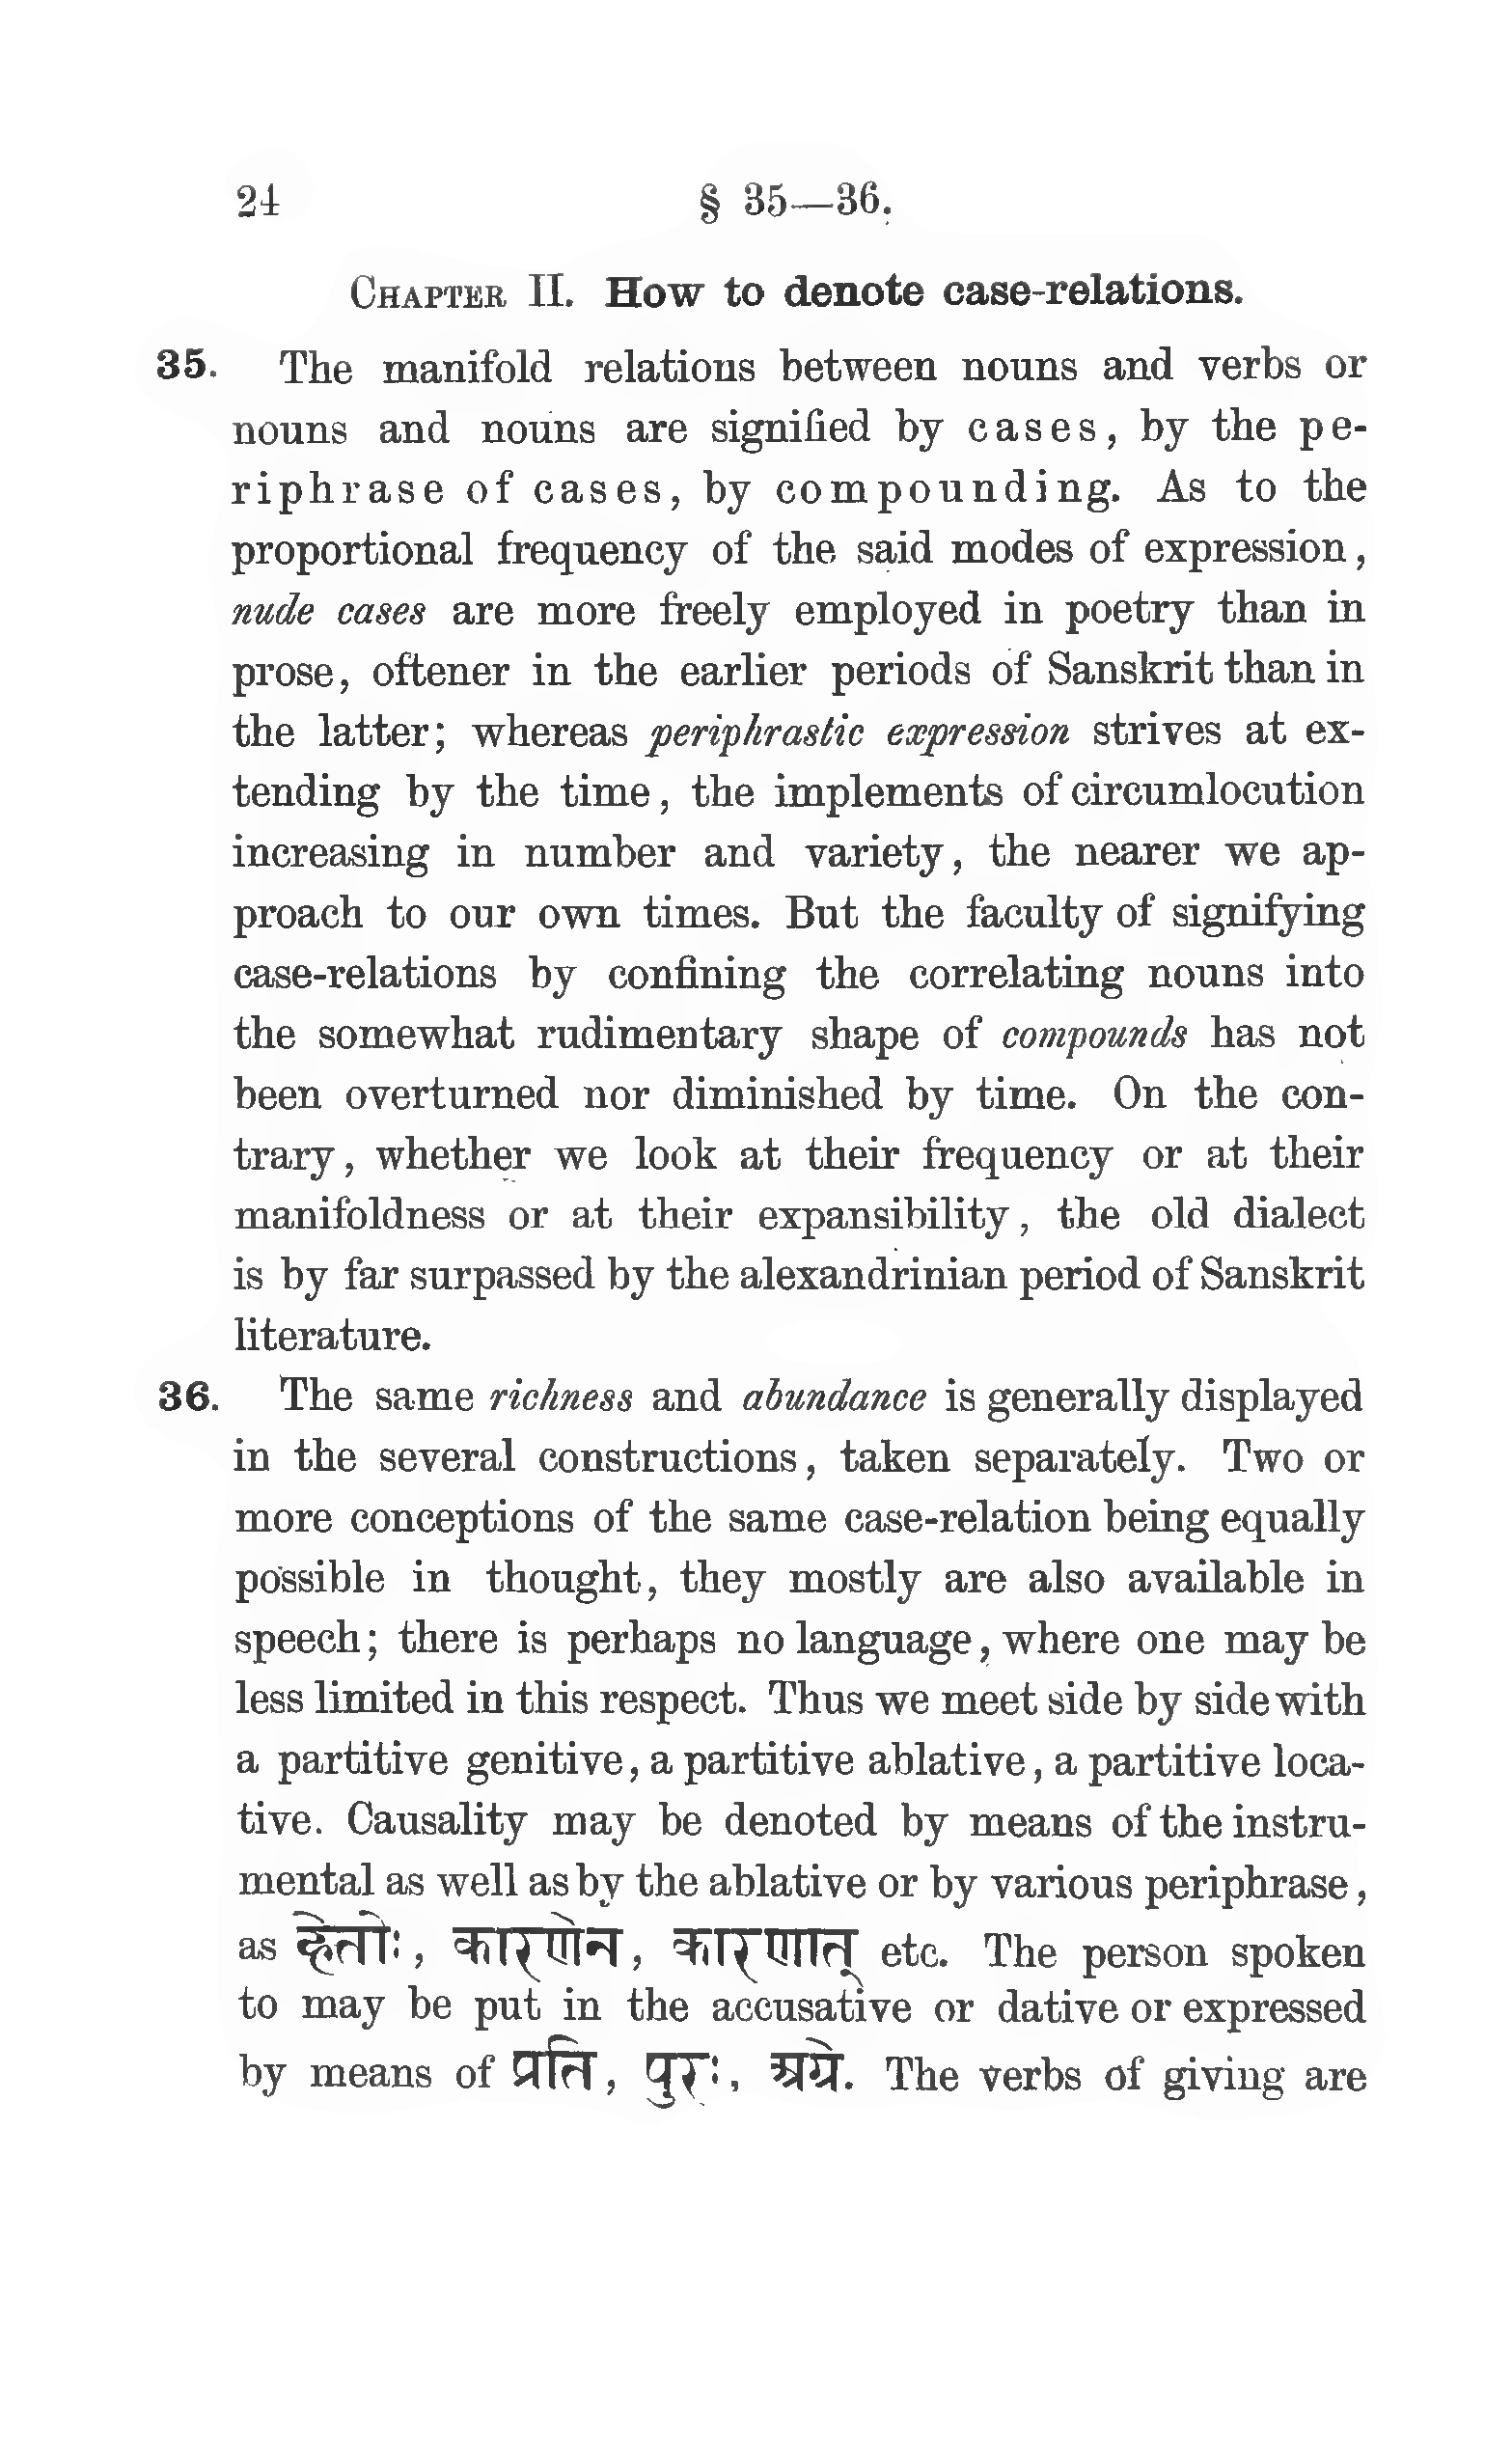 24 § 35—36.
CHAPTER II. How to denote case-relations.
35. The manifold relations between nouns and verbs or
nouns and nouns are signified by cases, by the pe-
riphrase of cases, by compounding. As to the
proportional frequency of the said modes of expression,
nude cases are more freely employed in poetry than in
prose, oftener in the earlier periods of Sanskrit than in
the latter; whereas periphrastic expression strives at ex-
tending by the time, the implements of circumlocution
increasing in number and variety, the nearer we ap-
proach to our own times. But the faculty of signifying
case-relations by confining the correlating nouns into
the somewhat rudimentary shape of compounds has not
been overturned nor diminished by time. On the con-
trary, whether we look at their frequency or at their
manifoldness or at their expansibility, the old dialect
is by far surpassed by the alexandrinian period of Sanskrit
literature.
36. The same richness and abundance is generally displayed
in the several constructions, taken separately. Two or
more conceptions of the same case-relation being equally
possible in thought, they mostly are also available in
speech; there is perhaps no language, where one may be
less limited in this respect. Thus we meet side by side with
a partitive genitive, a partitive ablative, a partitive loca-
tive. Causality may be denoted by means of the instru-
mental as well as by the ablative or by various periphrase,
as हेतोः, कारणेन, कारणात् etc. The person spoken
to may be put in the accusative or dative or expressed
by means of प्रति, पुरः, अग्रे. The verbs of giving are